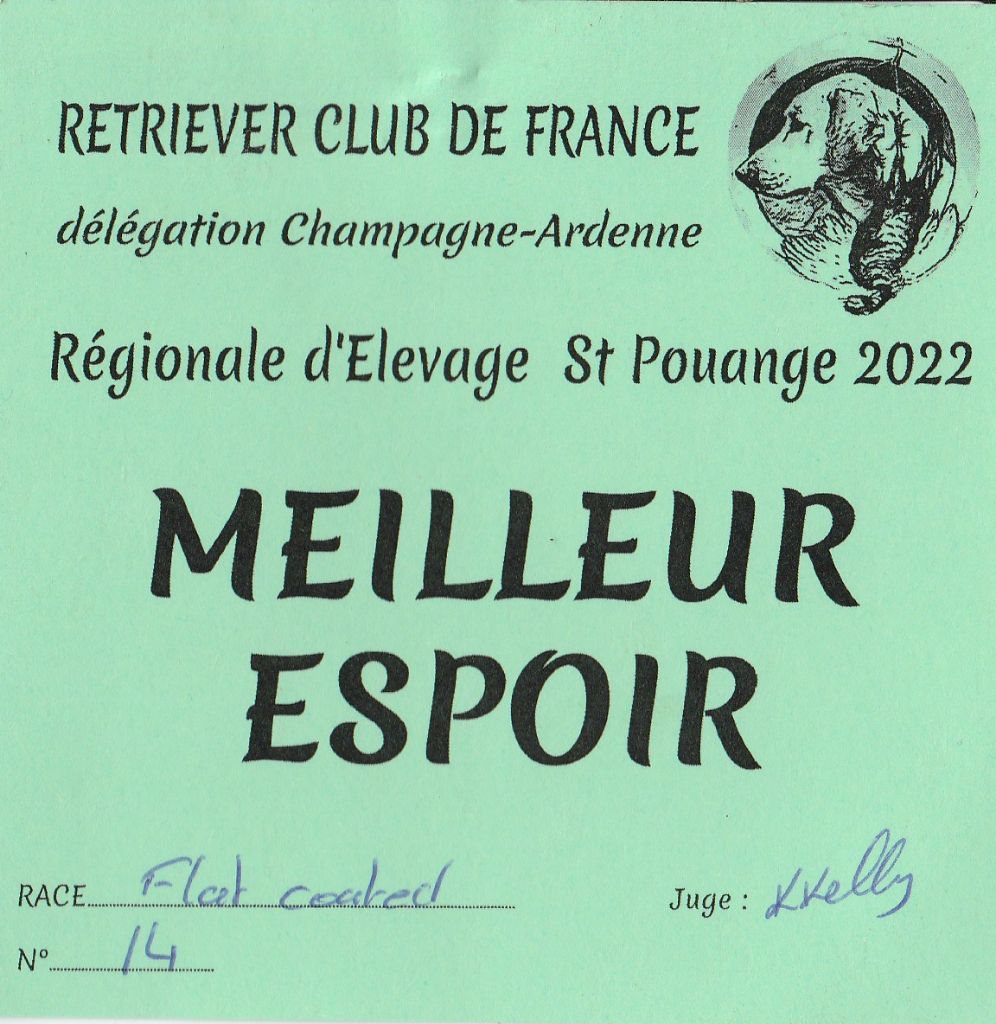 RETRIEVER CLUB DE FRANCE
délégation Champagne-Ardenne
Régionale d'Elevage St Pouange 2022
MEILLEUR
ESPOIR
RACE Flat coated
Juge : KKelly
N° 14